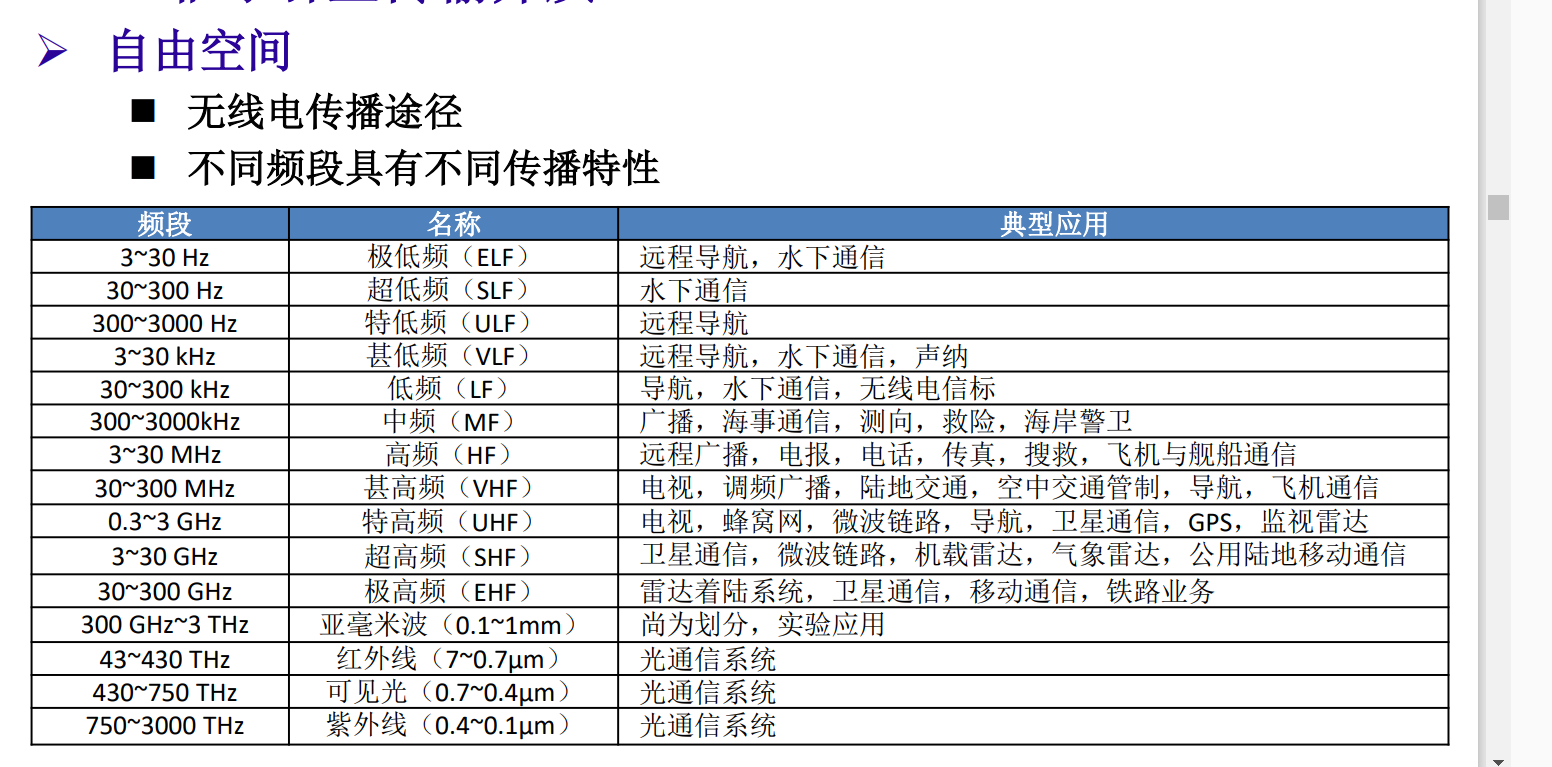 自由空间
无线电传播途径
不同频段具有不同传播特性
频段 名称 典型应用
3~30 Hz 极低频（ELF） 远程导航，水下通信
30~300 Hz 超低频（SLF） 水下通信
300~3000 Hz 特低频（ULF） 远程导航
3~30 kHz 甚低频（VLF） 远程导航，水下通信，声纳
30~300 kHz 低频（LF） 导航，水下通信，无线电信标
300~3000kHz 中频（MF） 广播，海事通信，测向，救险，海岸警卫
3~30 MHz 高频（HF） 远程广播，电报，电话，传真，搜救，飞机与舰船通信
30~300 MHz 甚高频（VHF） 电视，调频广播，陆地交通，空中交通管制，导航，飞机通信
0.3~3 GHz 特高频（UHF） 电视，蜂窝网，微波链路，导航，卫星通信，GPS，监视雷达
3~30 GHz 超高频（SHF） 卫星通信，微波链路，机载雷达，气象雷达，公用陆地移动通信
30~300 GHz 极高频（EHF） 雷达着陆系统，卫星通信，移动通信，铁路业务
300 GHz~3 THz 亚毫米波（0.1~1mm） 尚为划分，实验应用
43~430 THz 红外线（7~0.7μm） 光通信系统
430~750 THz 可见光（0.7~0.4μm） 光通信系统
750~3000 THz 紫外线（0.4~0.1μm） 光通信系统